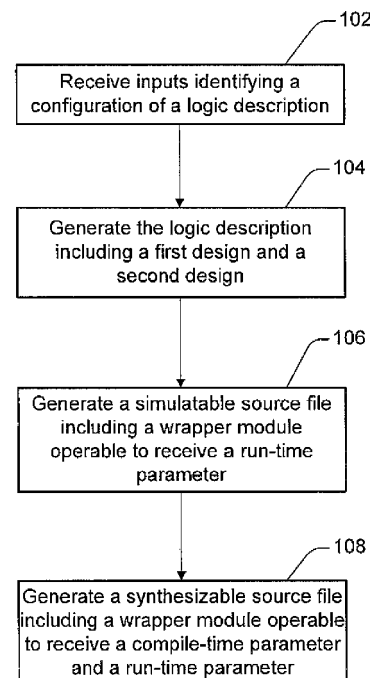 102
Receive inputs identifying a
configuration of a logic description
104
Generate the logic description
including a first design and a
second design
106
Generate a simulatable source file
including a wrapper module
operable to receive a run-time
parameter
108
Generate a synthesizable source file
including a wrapper module operable
to receive a compile-time parameter
and a run-time parameter